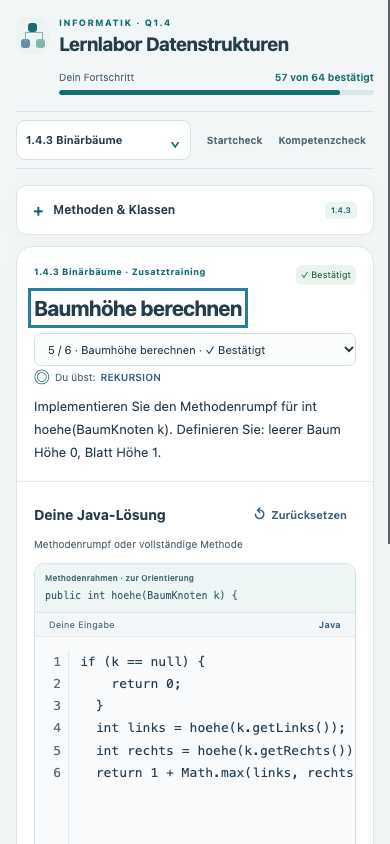 INFORMATIK · Q1.4
Lernlabor Datenstrukturen
Dein Fortschritt
57 von 64 bestätigt
1.4.3 Binärbäume
Startcheck
Kompetenzcheck
+ Methoden & Klassen
1.4.3
1.4.3 Binärbäume · Zusatztraining
✓ Bestätigt
Baumhöhe berechnen
5 / 6 · Baumhöhe berechnen · ✓ Bestätigt
Du übst: REKURSION
Implementieren Sie den Methodenrumpf für int
hoehe(BaumKnoten k). Definieren Sie: leerer Baum
Höhe 0, Blatt Höhe 1.
Deine Java-Lösung
Zurücksetzen
Methodenrumpf oder vollständige Methode
Methodenrahmen · zur Orientierung
public int hoehe(BaumKnoten k) {
Deine Eingabe
Java
1 if (k == null) {
2     return 0;
3   }
4   int links = hoehe(k.getLinks());
5   int rechts = hoehe(k.getRechts())
6   return 1 + Math.max(links, rechts